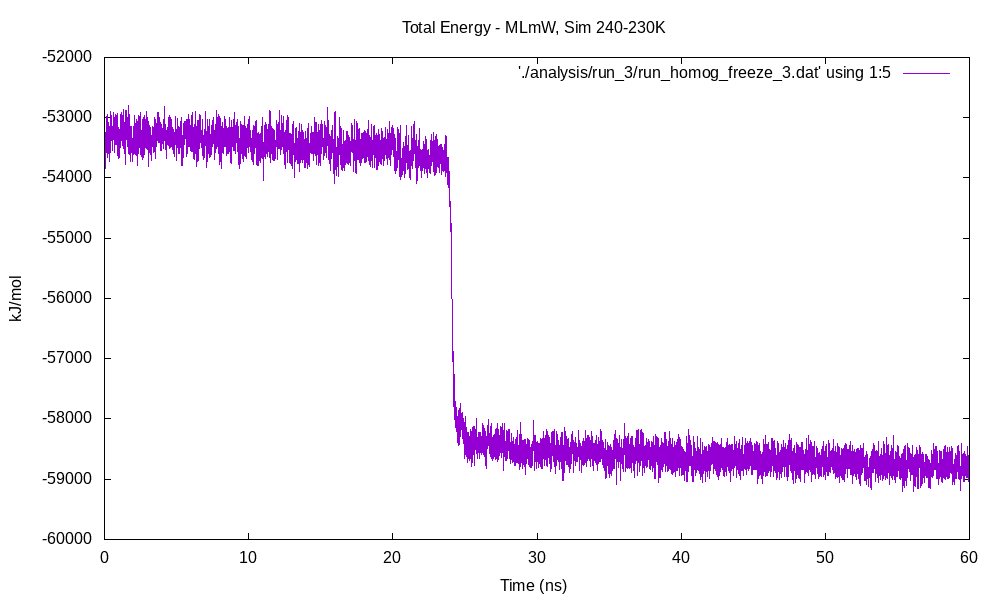 Total Energy - MLmW, Sim 240-230K
'./analysis/run_3/run_homog_freeze_3.dat' using 1:5
-52000
-53000
-54000
-55000
-56000
-57000
-58000
-59000
-60000
kJ/mol
0 10 20 30 40 50 60
Time (ns)